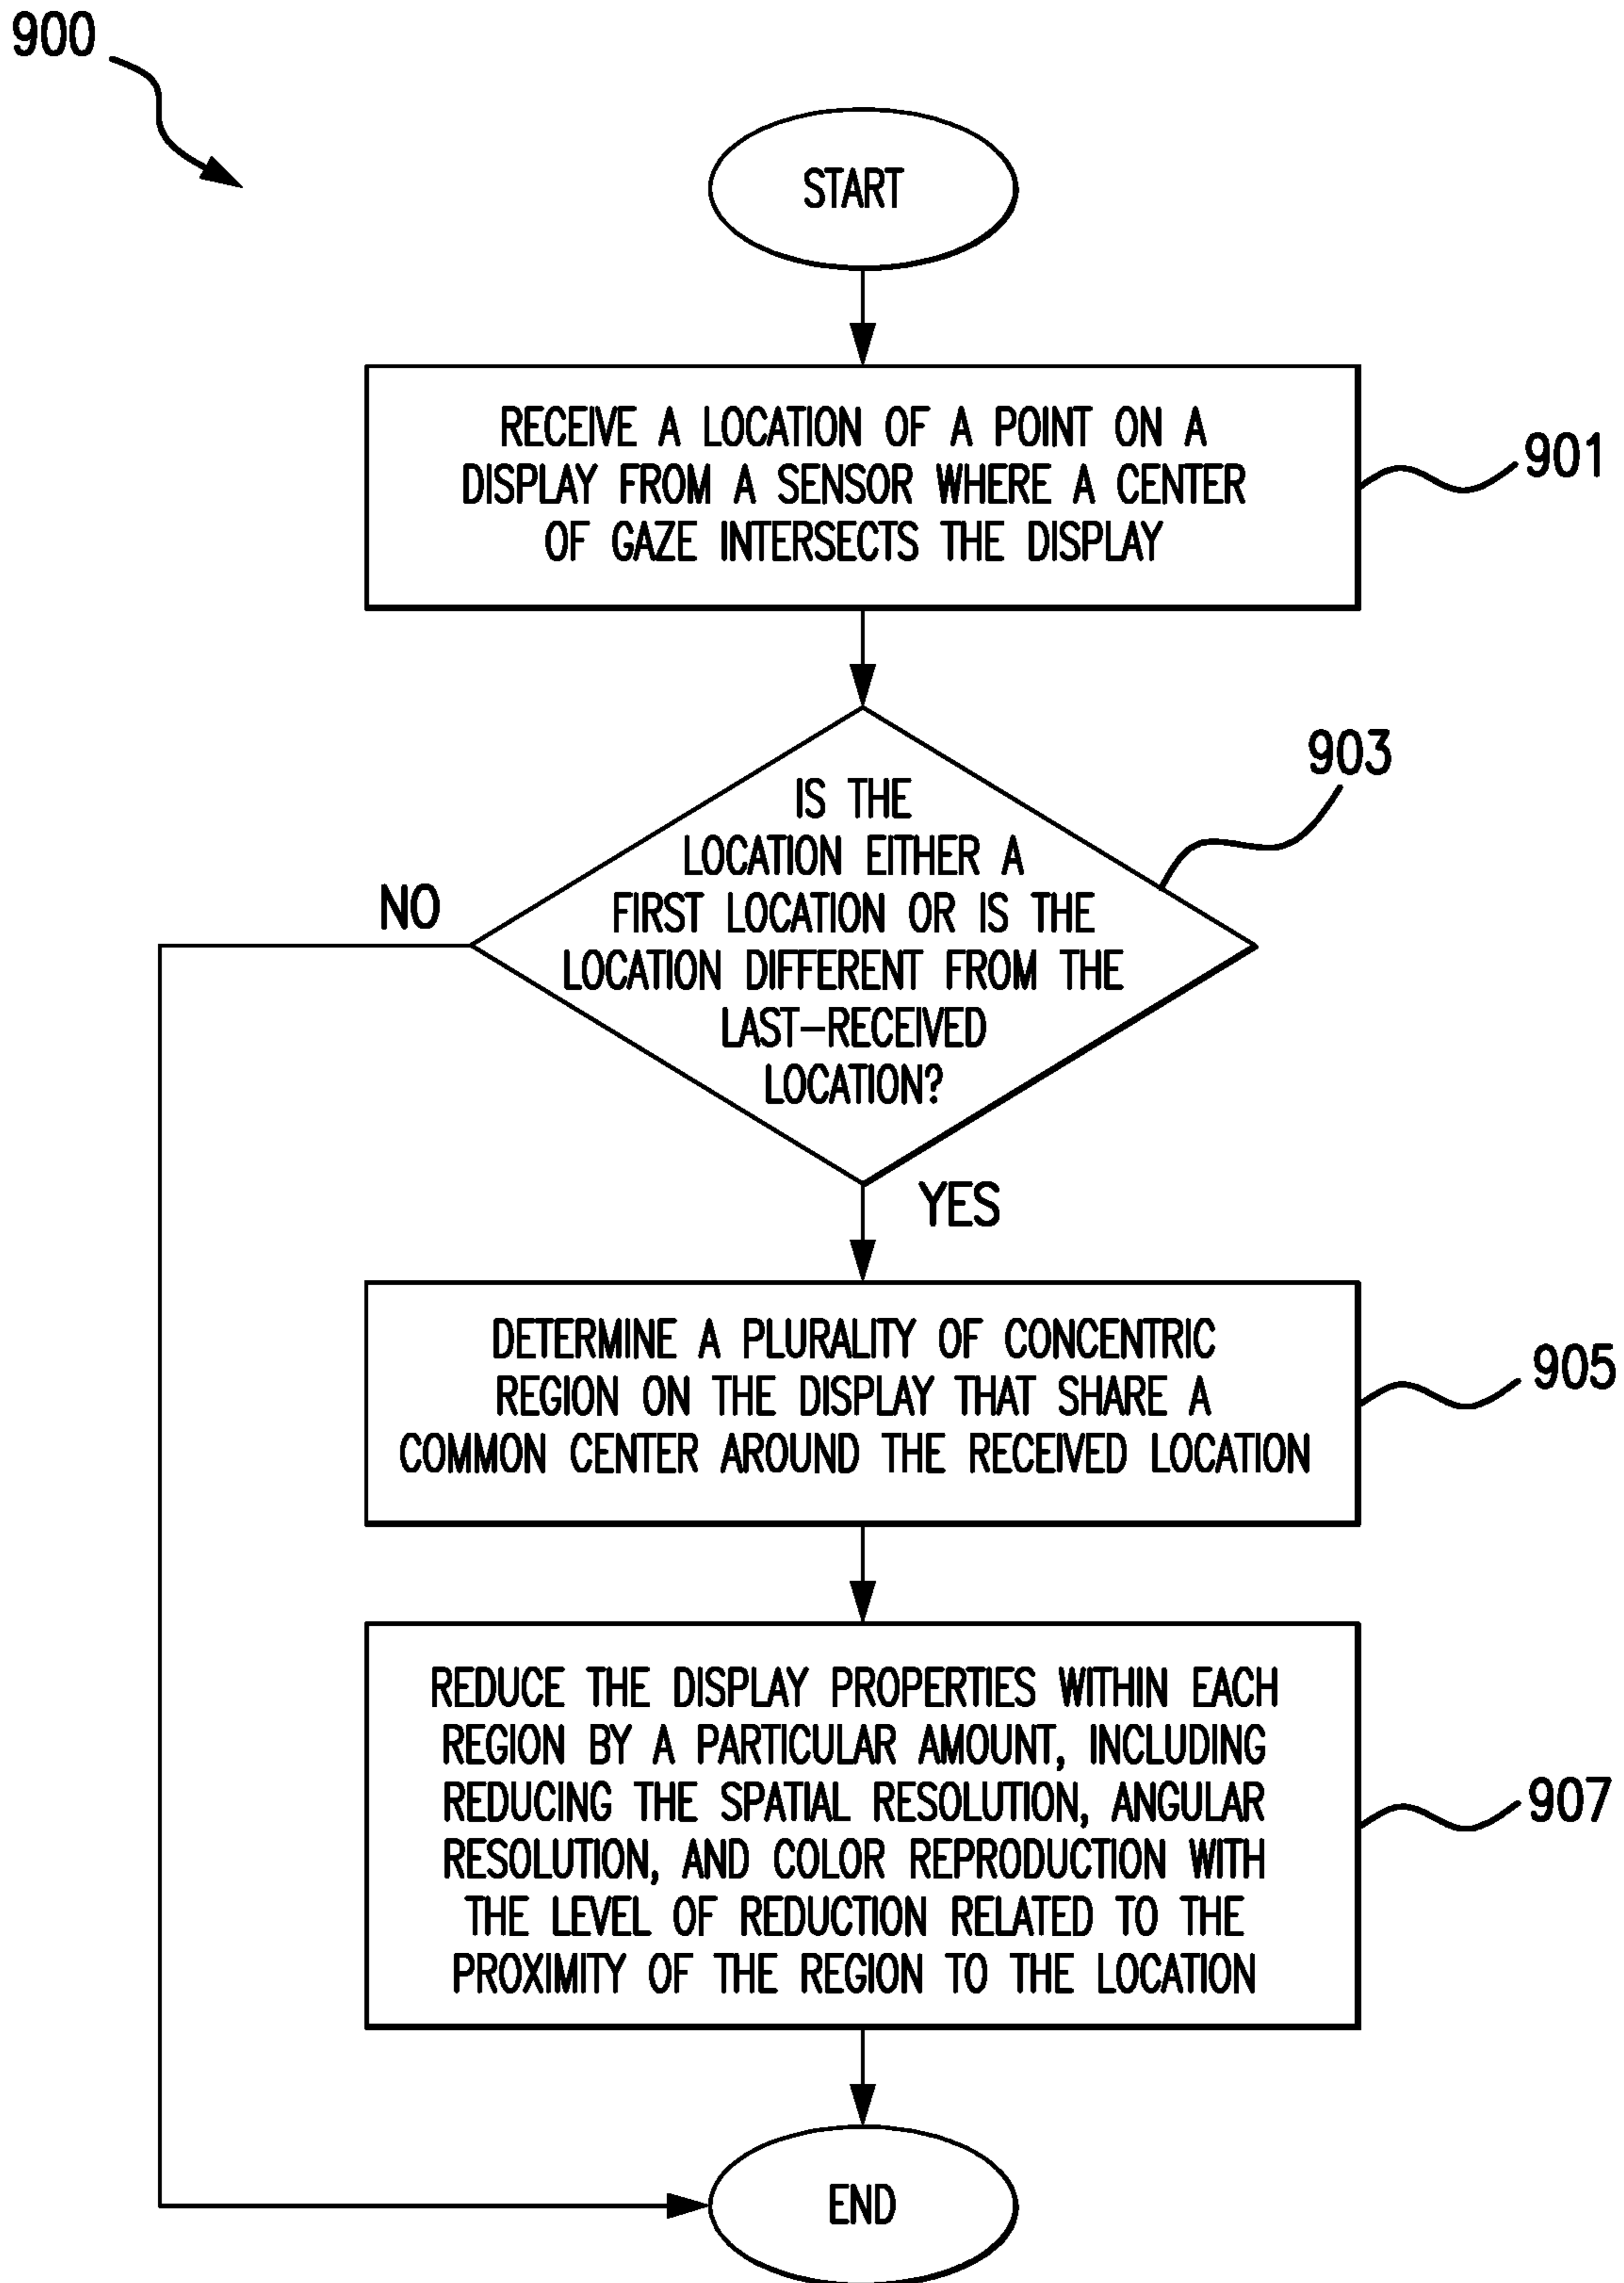 900
START
RECEIVE A LOCATION OF A POINT ON A
DISPLAY FROM A SENSOR WHERE A CENTER
OF GAZE INTERSECTS THE DISPLAY
901
IS THE
LOCATION EITHER A
FIRST LOCATION OR IS THE
LOCATION DIFFERENT FROM THE
LAST-RECEIVED
LOCATION?
903
NO
YES
DETERMINE A PLURALITY OF CONCENTRIC
REGION ON THE DISPLAY THAT SHARE A
COMMON CENTER AROUND THE RECEIVED LOCATION
905
REDUCE THE DISPLAY PROPERTIES WITHIN EACH
REGION BY A PARTICULAR AMOUNT, INCLUDING
REDUCING THE SPATIAL RESOLUTION, ANGULAR
RESOLUTION, AND COLOR REPRODUCTION WITH
THE LEVEL OF REDUCTION RELATED TO THE
PROXIMITY OF THE REGION TO THE LOCATION
907
END